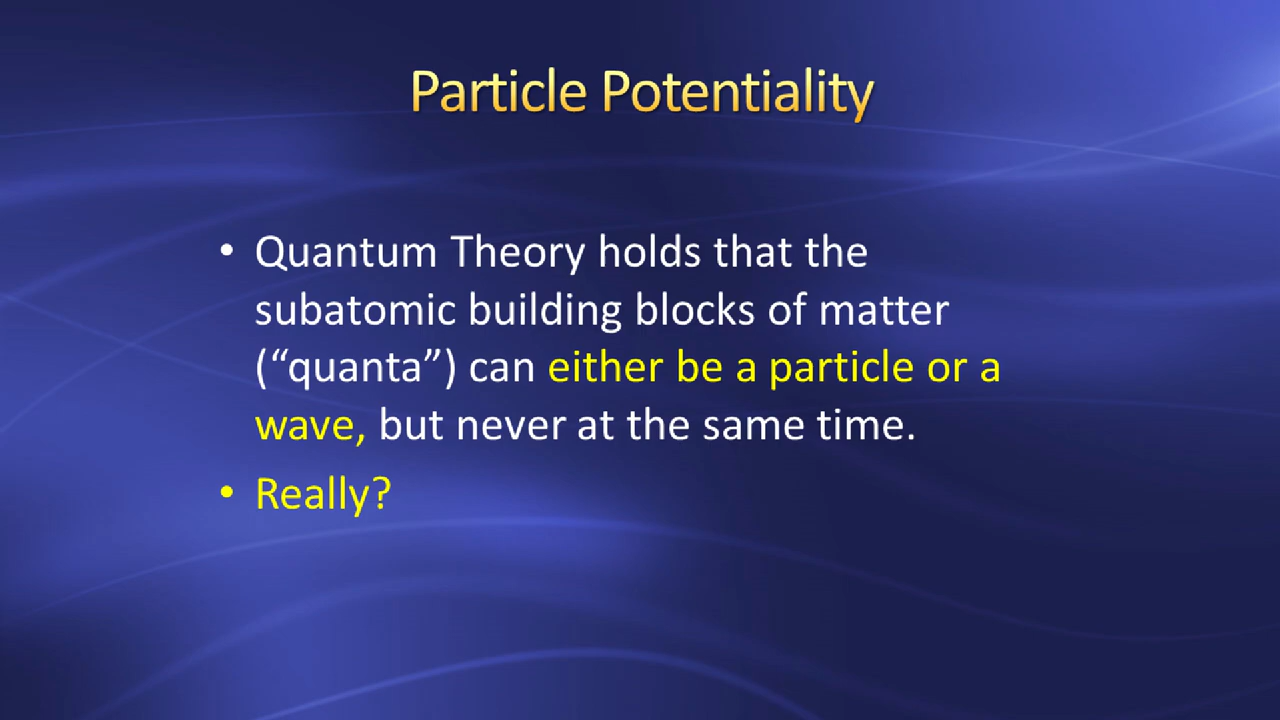 Particle Potentiality
• Quantum Theory holds that the
subatomic building blocks of matter
(“quanta”) can either be a particle or a
wave, but never at the same time.
• Really?